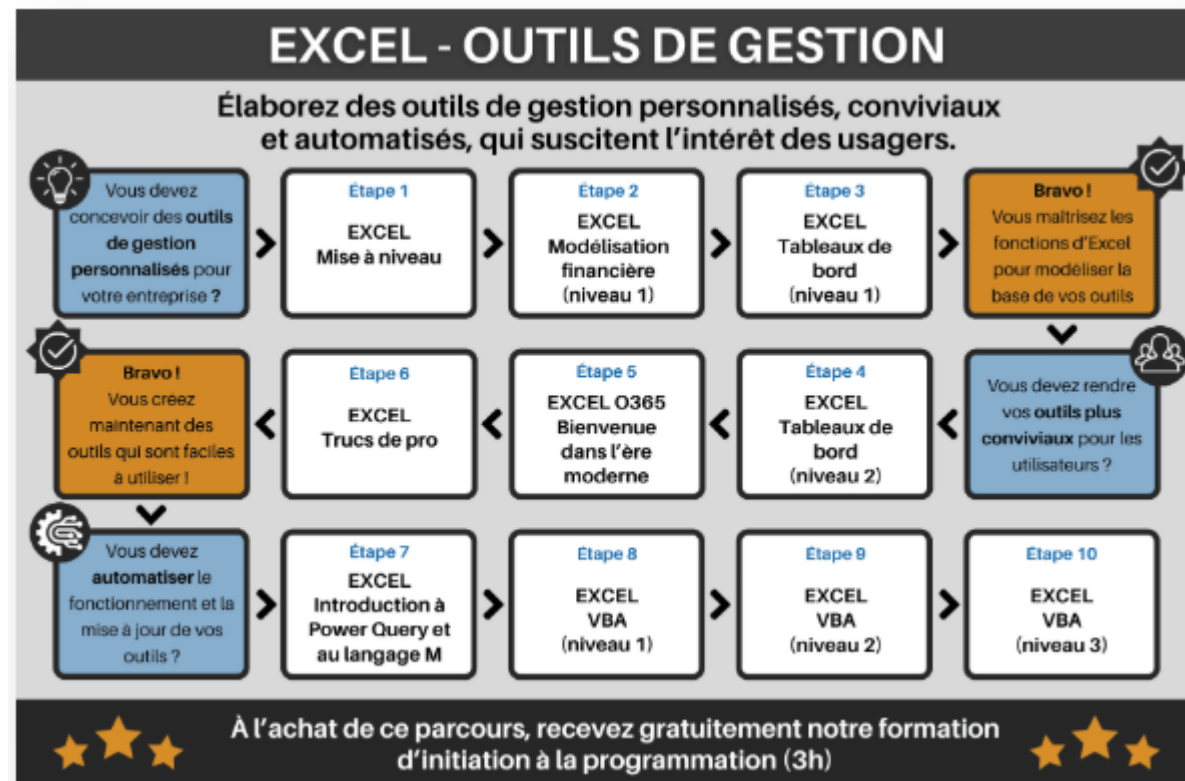 EXCEL - OUTILS DE GESTION
Élaborez des outils de gestion personnalisés, conviviaux
et automatisés, qui suscitent l'intérêt des usagers.
Vous devez
concevoir des outils
de gestion
personnalisés pour
votre entreprise ?
Étape 1
EXCEL
Mise à niveau
Étape 2
EXCEL
Modélisation
financière
(niveau 1)
Étape 3
EXCEL
Tableaux de
bord
(niveau 1)
Bravo !
Vous maîtrisez les
fonctions d'Excel
pour modéliser la
base de vos outils
Vous devez rendre
vos outils plus
conviviaux pour les
utilisateurs ?
Étape 4
EXCEL
Tableaux de
bord
(niveau 2)
Étape 5
EXCEL O365
Bienvenue
dans l'ère
moderne
Étape 6
EXCEL
Trucs de pro
Bravo !
Vous créez
maintenant des
outils qui sont faciles
à utiliser !
Vous devez
automatiser le
fonctionnement et la
mise à jour de vos
outils ?
Étape 7
EXCEL
Introduction à
Power Query et
au langage M
Étape 8
EXCEL
VBA
(niveau 1)
Étape 9
EXCEL
VBA
(niveau 2)
Étape 10
EXCEL
VBA
(niveau 3)
À l'achat de ce parcours, recevez gratuitement notre formation
d'initiation à la programmation (3h)